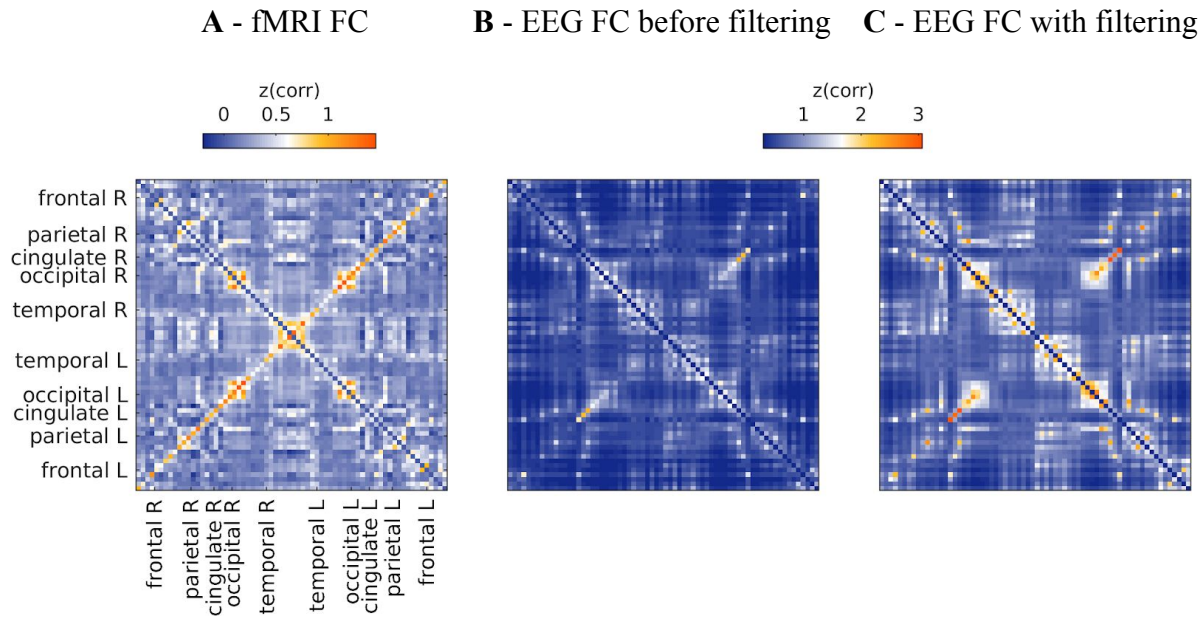 A - fMRI FC
B - EEG FC before filtering
C - EEG FC with filtering
z(corr)
0 0.5 1
z(corr)
1 2 3
frontal R
parietal R
cingulate R
occipital R
temporal R
temporal L
occipital L
cingulate L
parietal L
frontal L
frontal R
parietal R
cingulate R
occipital R
temporal R
temporal L
occipital L
cingulate L
parietal L
frontal L